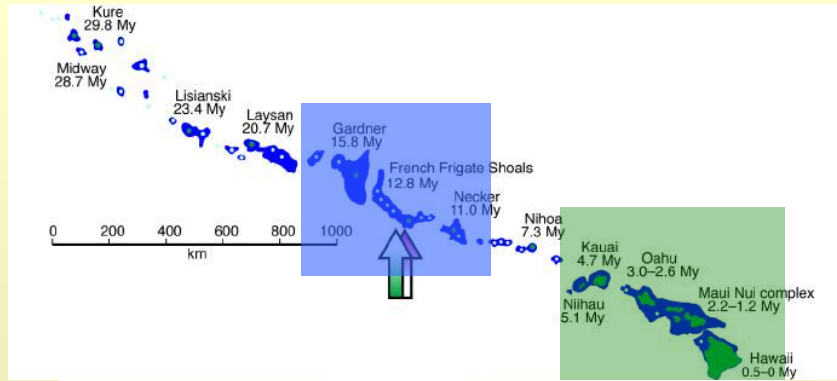 Kure
29.8 My
Midway
28.7 My
Lisianski
23.4 My
Laysan
20.7 My
Gardner
15.8 My
French Frigate Shoals
12.8 My
Necker
11.0 My
Nihoa
7.3 My
0 200 400 600 800 1000
km
Kauai
4.7 My
Niihau
5.1 My
Oahu
3.0–2.6 My
Maui Nui complex
2.2–1.2 My
Hawaii
0.5–0 My